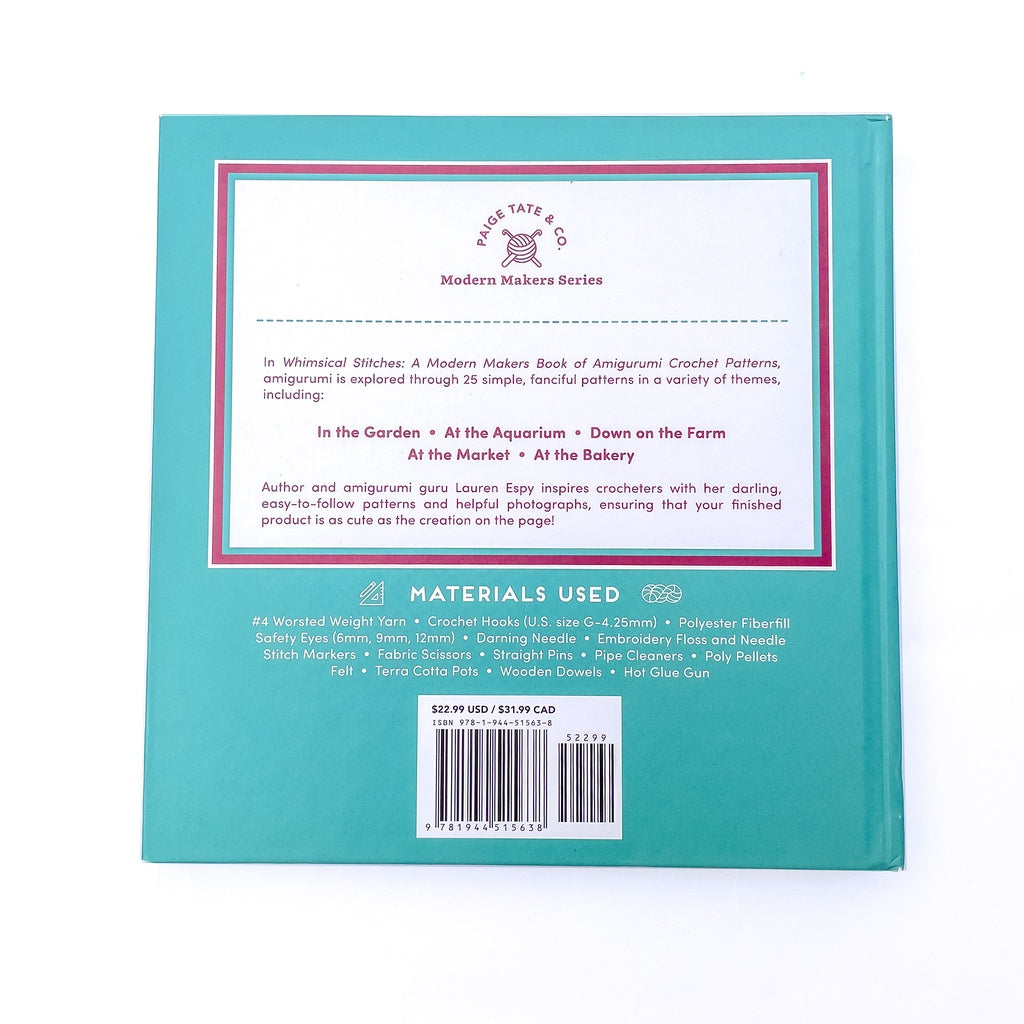 PAIGE TATE & CO.
Modern Makers Series
In Whimsical Stitches: A Modern Makers Book of Amigurumi Crochet Patterns,
amigurumi is explored through 25 simple, fanciful patterns in a variety of themes,
including:
In the Garden • At the Aquarium • Down on the Farm
At the Market • At the Bakery
Author and amigurumi guru Lauren Espy inspires crocheters with her darling,
easy-to-follow patterns and helpful photographs, ensuring that your finished
product is as cute as the creation on the page!
MATERIALS USED
#4 Worsted Weight Yarn • Crochet Hooks (U.S. size G-4.25mm) • Polyester Fiberfill
Safety Eyes (6mm, 9mm, 12mm) • Darning Needle • Embroidery Floss and Needle
Stitch Markers • Fabric Scissors • Straight Pins • Pipe Cleaners • Poly Pellets
Felt • Terra Cotta Pots • Wooden Dowels • Hot Glue Gun
$22.99 USD / $31.99 CAD
ISBN 978-1-944-51563-8
52299
9 781944 515638